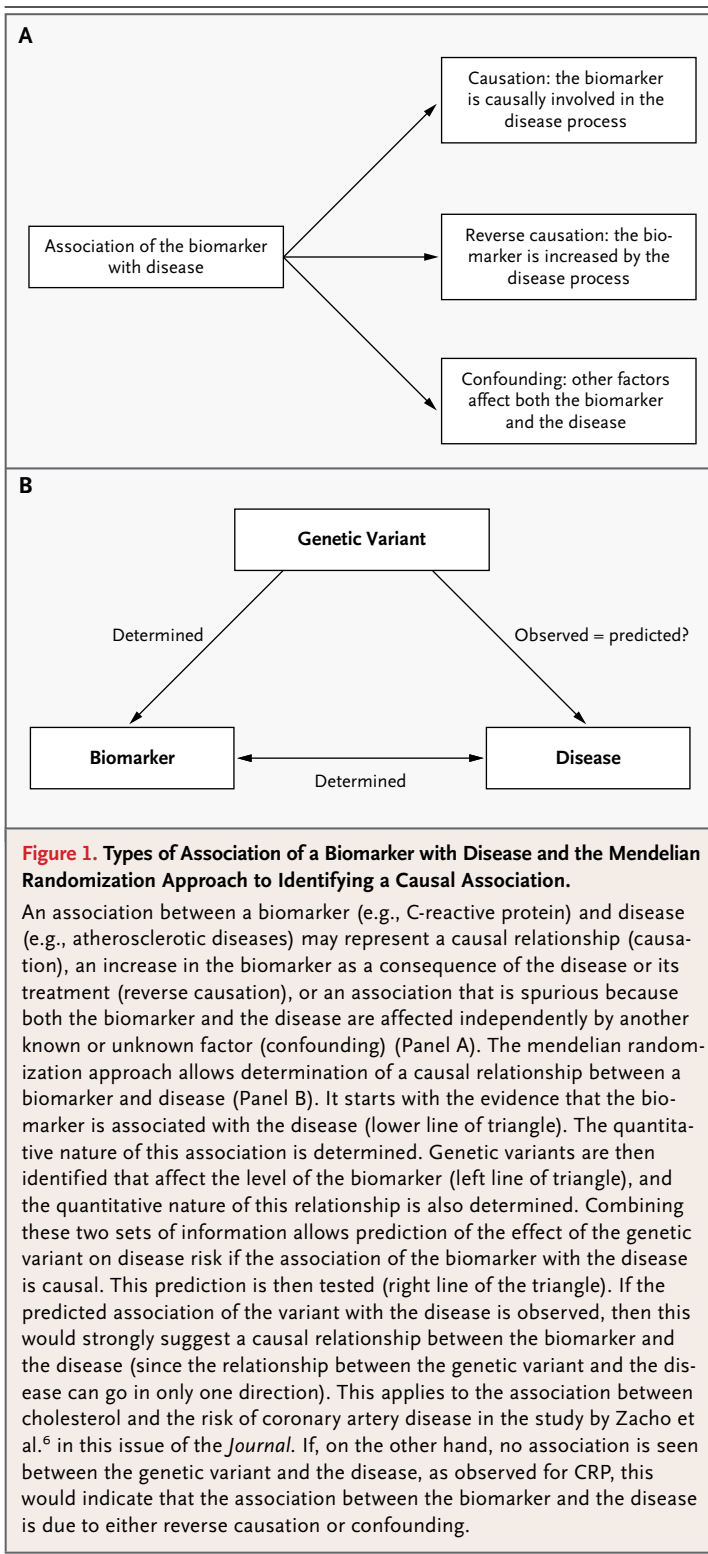 A
Causation: the biomarker
is causally involved in the
disease process
Association of the biomarker
with disease
Reverse causation: the bio-
marker is increased by the
disease process
Confounding: other factors
affect both the biomarker
and the disease
B
Genetic Variant
Determined
Observed = predicted?
Biomarker
Disease
Determined
Figure 1. Types of Association of a Biomarker with Disease and the Mendelian
Randomization Approach to Identifying a Causal Association.
An association between a biomarker (e.g., C-reactive protein) and disease
(e.g., atherosclerotic diseases) may represent a causal relationship (causa-
tion), an increase in the biomarker as a consequence of the disease or its
treatment (reverse causation), or an association that is spurious because
both the biomarker and the disease are affected independently by another
known or unknown factor (confounding) (Panel A). The mendelian random-
ization approach allows determination of a causal relationship between a
biomarker and disease (Panel B). It starts with the evidence that the bio-
marker is associated with the disease (lower line of triangle). The quantita-
tive nature of this association is determined. Genetic variants are then
identified that affect the level of the biomarker (left line of triangle), and
the quantitative nature of this relationship is also determined. Combining
these two sets of information allows prediction of the effect of the genetic
variant on disease risk if the association of the biomarker with the disease
is causal. This prediction is then tested (right line of the triangle). If the
predicted association of the variant with the disease is observed, then this
would strongly suggest a causal relationship between the biomarker and
the disease (since the relationship between the genetic variant and the dis-
ease can go in only one direction). This applies to the association between
cholesterol and the risk of coronary artery disease in the study by Zacho et
al.⁶ in this issue of the Journal. If, on the other hand, no association is seen
between the genetic variant and the disease, as observed for CRP, this
would indicate that the association between the biomarker and the disease
is due to either reverse causation or confounding.